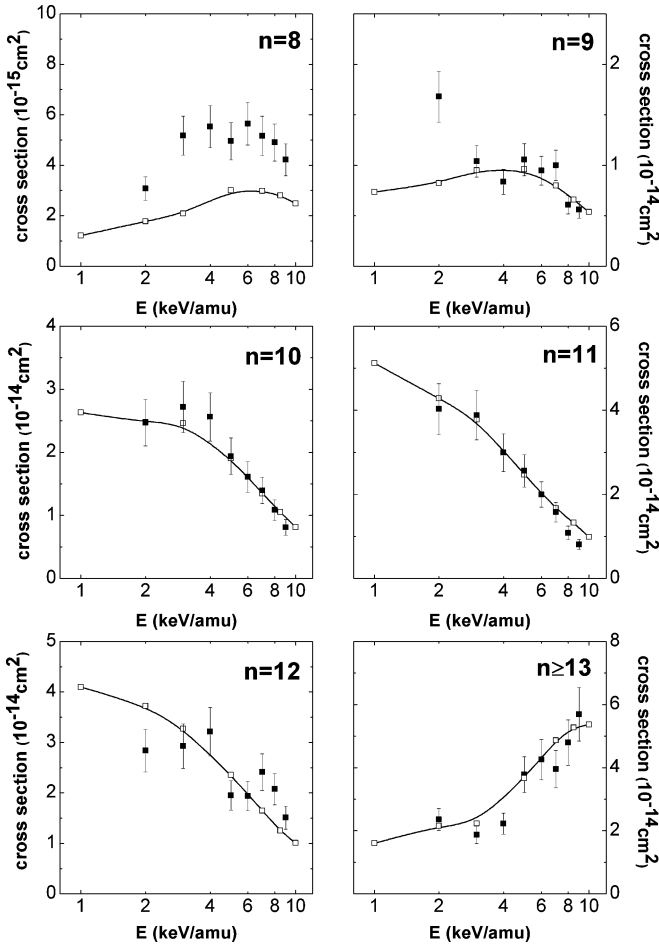 n=8
cross section (10⁻¹⁵cm²)
10
8
6
4
2
0
1 2 4 6 8 10
E (keV/amu)
n=9
cross section (10⁻¹⁴cm²)
2
1
0
1 2 4 6 8 10
E (keV/amu)
n=10
cross section (10⁻¹⁴cm²)
4
3
2
1
0
1 2 4 6 8 10
E (keV/amu)
n=11
cross section (10⁻¹⁴cm²)
6
4
2
0
1 2 4 6 8 10
E (keV/amu)
n=12
cross section (10⁻¹⁴cm²)
5
4
3
2
1
0
1 2 4 6 8 10
E (keV/amu)
n≥13
cross section (10⁻¹⁴cm²)
8
6
4
2
0
1 2 4 6 8 10
E (keV/amu)